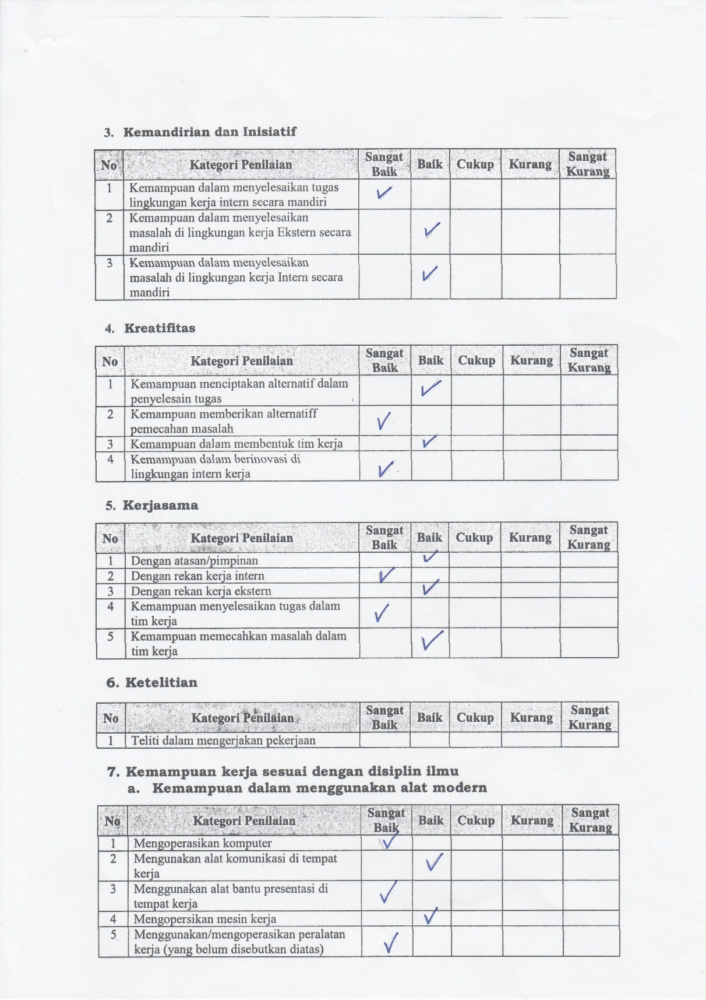 3. Kemandirian dan Inisiatif
No Kategori Penilaian Sangat Baik Baik Cukup Kurang Sangat Kurang
1 Kemampuan dalam menyelesaikan tugas ✓
lingkungan kerja intern secara mandiri
2 Kemampuan dalam menyelesaikan
masalah di lingkungan kerja Ekstern secara ✓
mandiri
3 Kemampuan dalam menyelesaikan
masalah di lingkungan kerja Intern secara ✓
mandiri
4. Kreatifitas
No Kategori Penilaian Sangat Baik Baik Cukup Kurang Sangat Kurang
1 Kemampuan menciptakan alternatif dalam ✓
penyelesain tugas
2 Kemampuan memberikan alternatiff ✓
pemecahan masalah
3 Kemampuan dalam membentuk tim kerja ✓
4 Kemampuan dalam berinovasi di ✓
lingkungan intern kerja
5. Kerjasama
No Kategori Penilaian Sangat Baik Baik Cukup Kurang Sangat Kurang
1 Dengan atasan/pimpinan ✓
2 Dengan rekan kerja intern ✓
3 Dengan rekan kerja ekstern ✓
4 Kemampuan menyelesaikan tugas dalam ✓
tim kerja
5 Kemampuan memecahkan masalah dalam ✓
tim kerja
6. Ketelitian
No Kategori Penilaian Sangat Baik Baik Cukup Kurang Sangat Kurang
1 Teliti dalam mengerjakan pekerjaan
7. Kemampuan kerja sesuai dengan disiplin ilmu
a. Kemampuan dalam menggunakan alat modern
No Kategori Penilaian Sangat Baik Baik Cukup Kurang Sangat Kurang
1 Mengoperasikan komputer ✓
2 Mengunakan alat komunikasi di tempat ✓
kerja
3 Menggunakan alat bantu presentasi di ✓
tempat kerja
4 Mengopersikan mesin kerja ✓
5 Menggunakan/mengoperasikan peralatan ✓
kerja (yang belum disebutkan diatas)